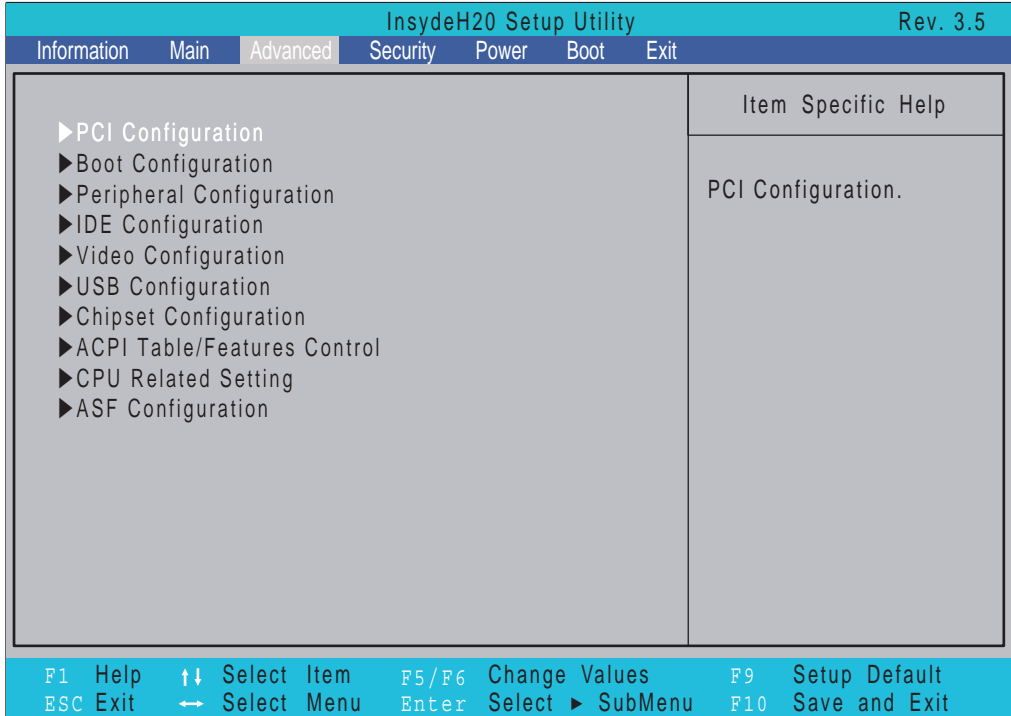 InsydeH20 Setup Utility Rev. 3.5
Information Main Advanced Security Power Boot Exit
Item Specific Help
▶PCI Configuration
▶Boot Configuration
▶Peripheral Configuration
▶IDE Configuration
▶Video Configuration
▶USB Configuration
▶Chipset Configuration
▶ACPI Table/Features Control
▶CPU Related Setting
▶ASF Configuration
PCI Configuration.
F1 Help ↑↓ Select Item F5/F6 Change Values F9 Setup Default
ESC Exit ↔ Select Menu Enter Select ► SubMenu F10 Save and Exit